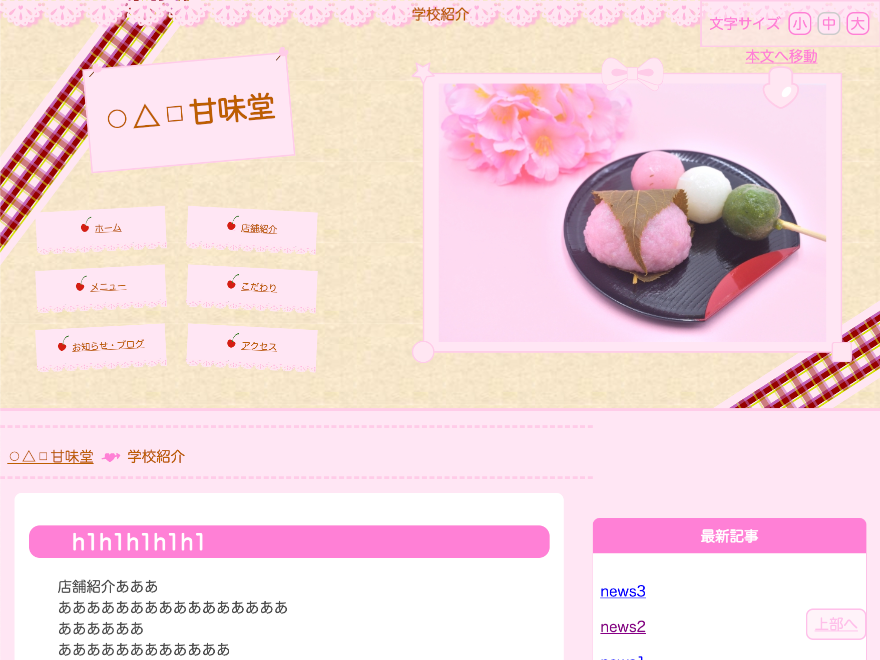 学校紹介
文字サイズ 小 中 大
本文へ移動
○△□甘味堂
ホーム
店舗紹介
メニュー
こだわり
お知らせ・ブログ
アクセス
○△□甘味堂 学校紹介
h1h1h1h1h1
店舗紹介あああ
ああああああああああああああああ
ああああああ
ああああああああああああ
最新記事
news3
news2
上部へ